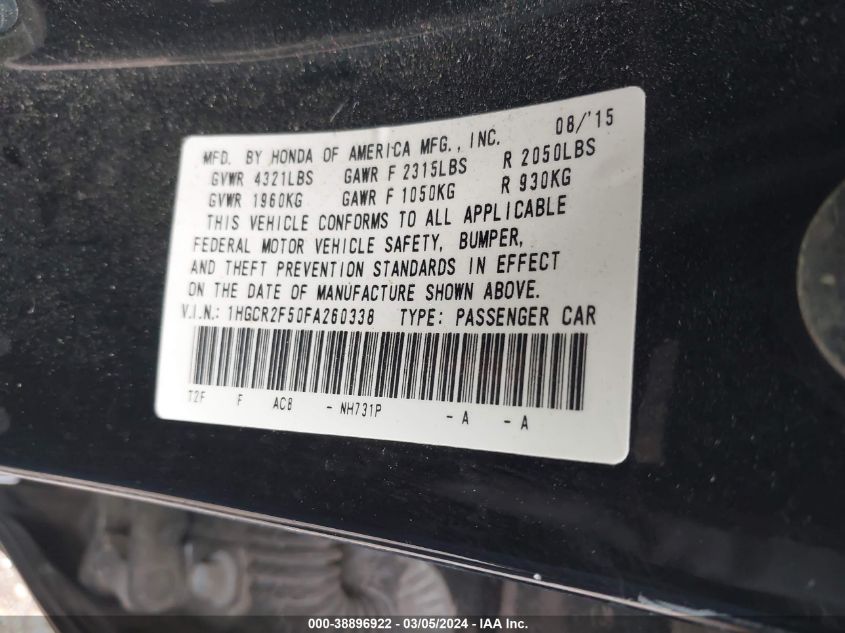 08/'15
MFD. BY HONDA OF AMERICA MFG., INC.
GVWR 4321LBS GAWR F 2315LBS R 2050LBS
GVWR 1960KG GAWR F 1050KG R 930KG
THIS VEHICLE CONFORMS TO ALL APPLICABLE
FEDERAL MOTOR VEHICLE SAFETY, BUMPER,
AND THEFT PREVENTION STANDARDS IN EFFECT
ON THE DATE OF MANUFACTURE SHOWN ABOVE.
V.I.N.: 1HGCR2F50FA260338 TYPE: PASSENGER CAR
T2F F AC8 - NH731P - A - A
000-38896922 - 03/05/2024 - IAA Inc.